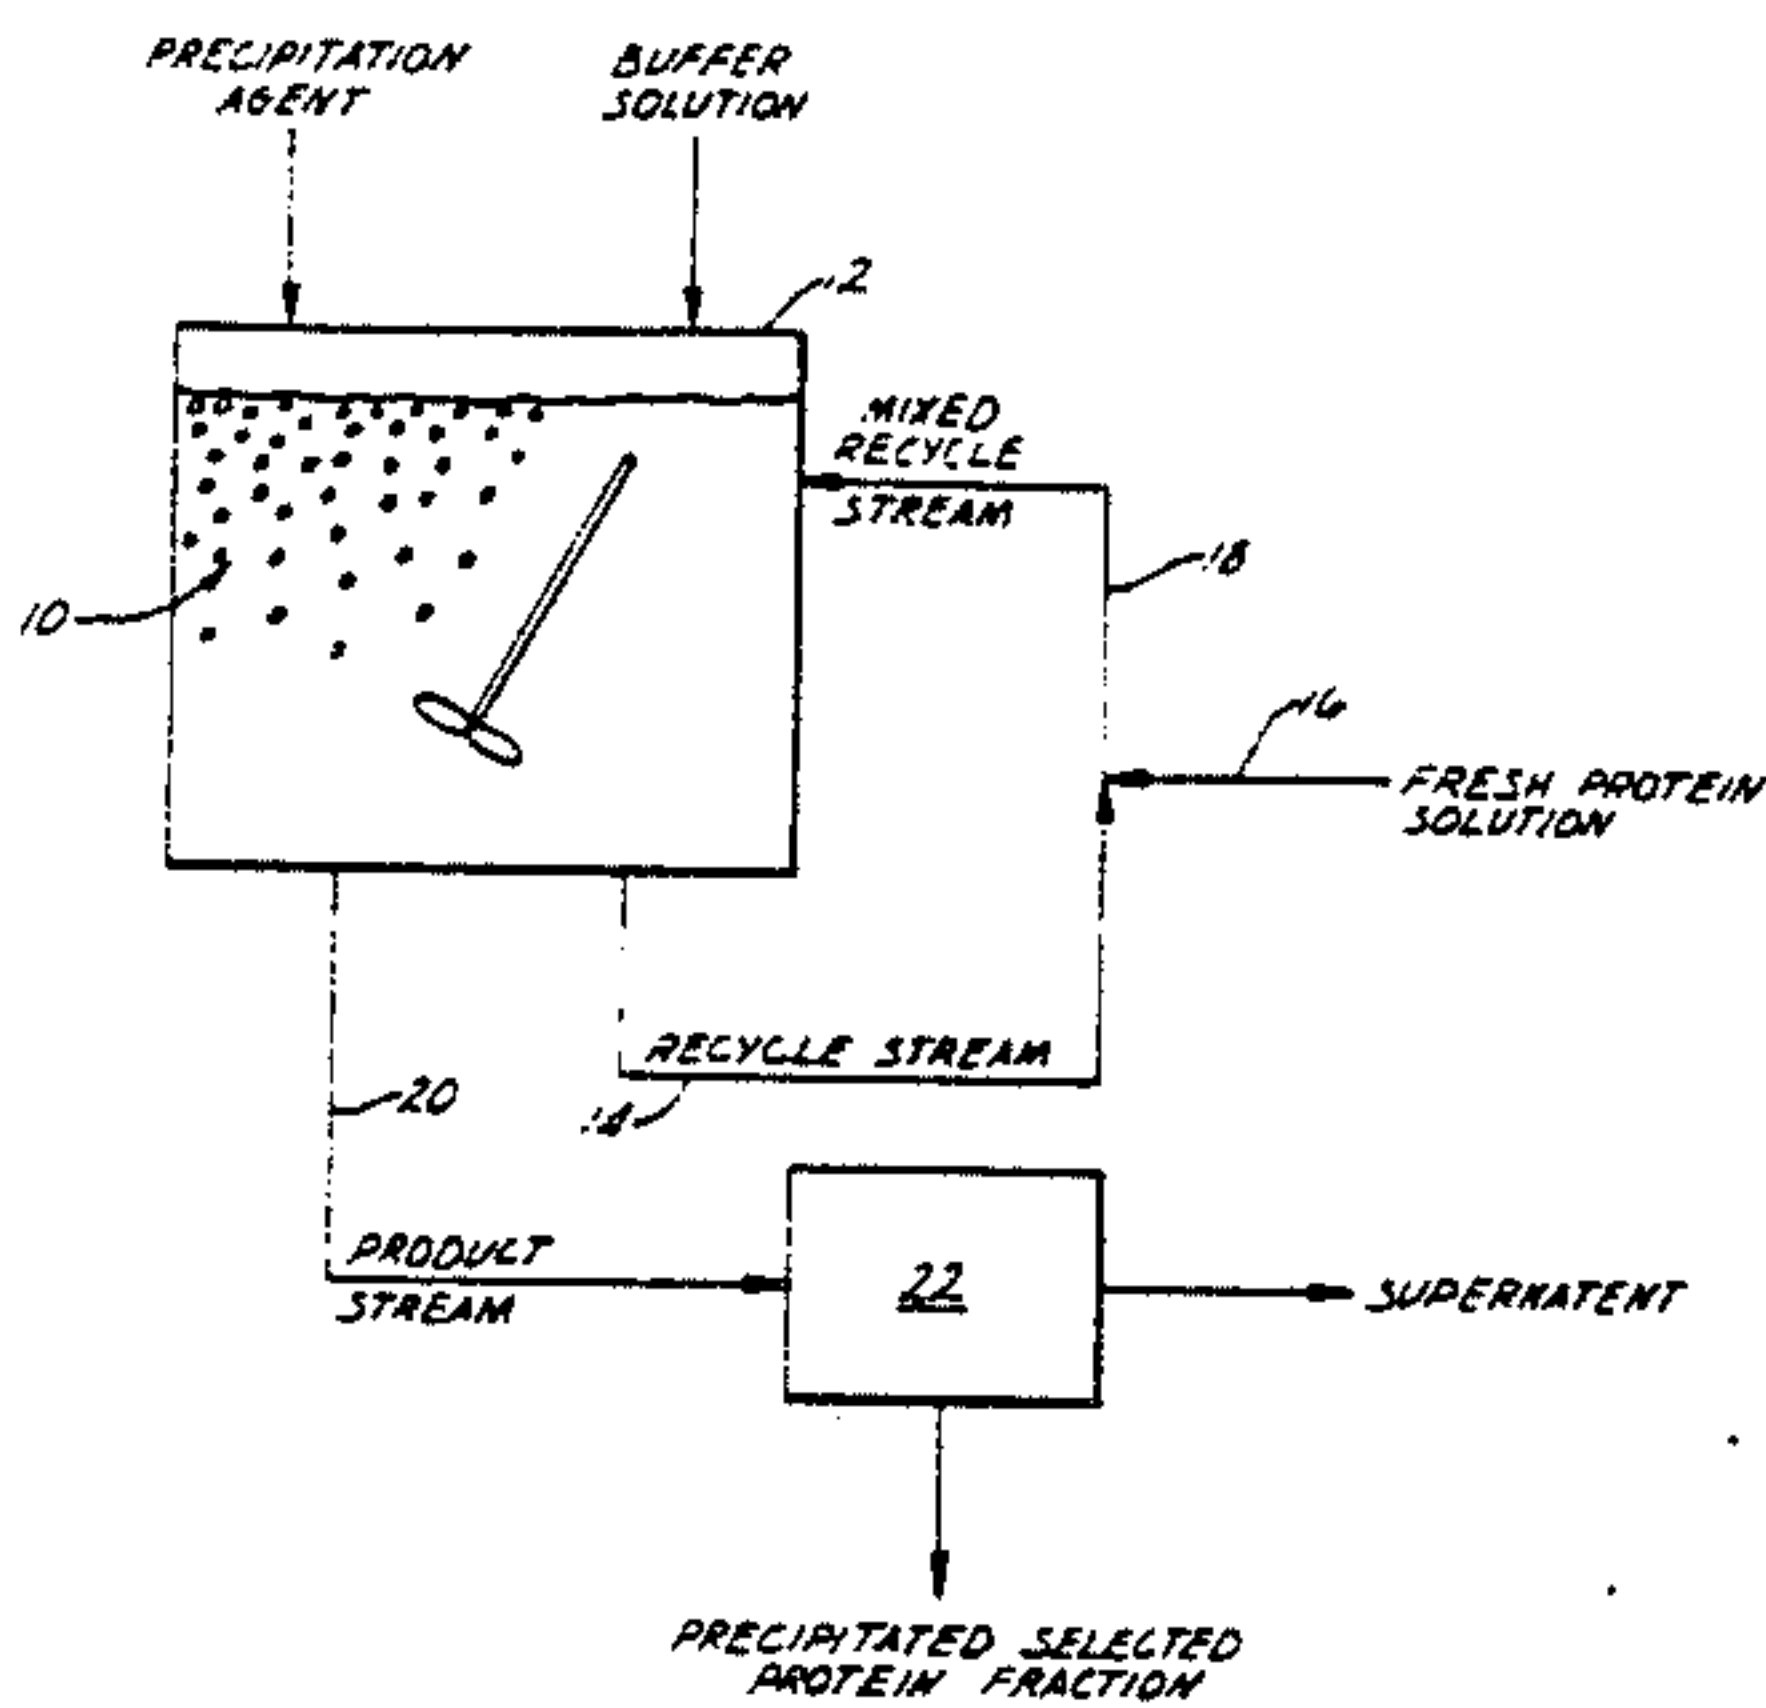 PRECIPITATION
AGENT
BUFFER
SOLUTION
12
MIXED
RECYCLE
STREAM
18
10
16
FRESH PROTEIN
SOLUTION
RECYCLE STREAM
14
20
PRODUCT
STREAM
22
SUPERNATENT
PRECIPITATED SELECTED
PROTEIN FRACTION